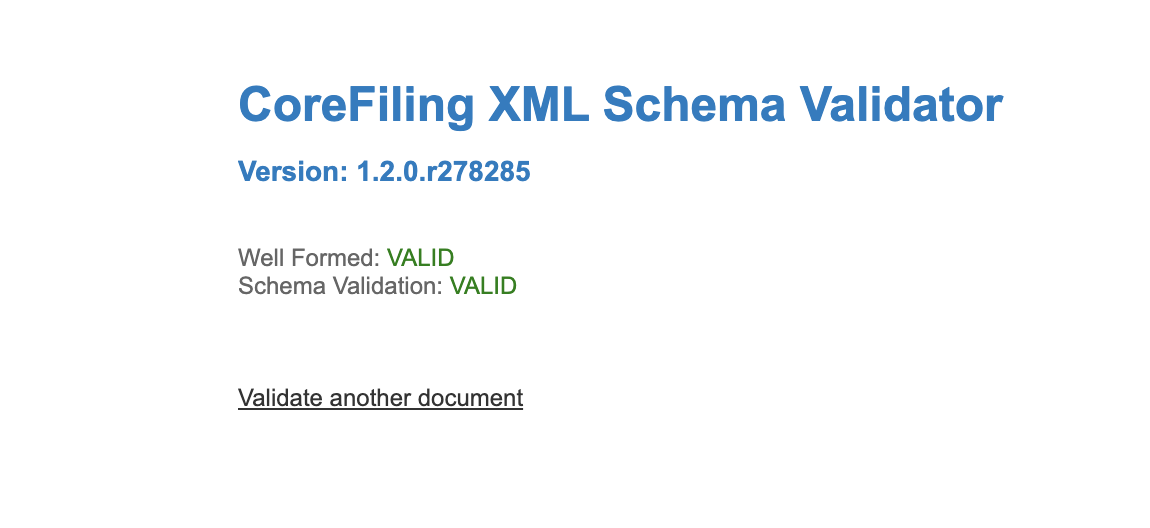 CoreFiling XML Schema Validator
Version: 1.2.0.r278285
Well Formed: VALID
Schema Validation: VALID
Validate another document